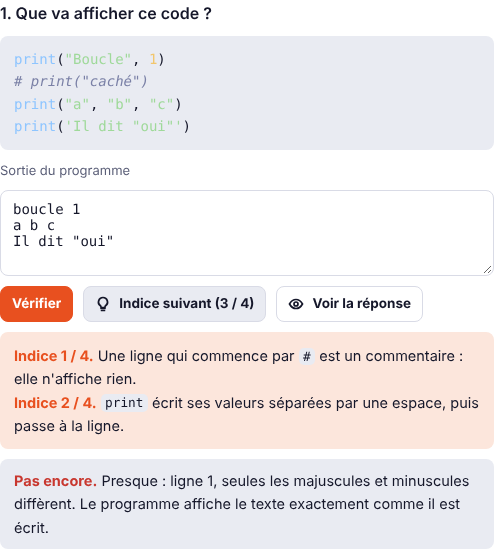 1. Que va afficher ce code ?
print("Boucle", 1)
# print("caché")
print("a", "b", "c")
print('Il dit "oui"')
Sortie du programme
boucle 1
a b c
Il dit "oui"
Vérifier
Indice suivant (3 / 4)
Voir la réponse
Indice 1 / 4. Une ligne qui commence par # est un commentaire :
elle n'affiche rien.
Indice 2 / 4. print écrit ses valeurs séparées par une espace, puis
passe à la ligne.
Pas encore. Presque : ligne 1, seules les majuscules et minuscules
diffèrent. Le programme affiche le texte exactement comme il est
écrit.